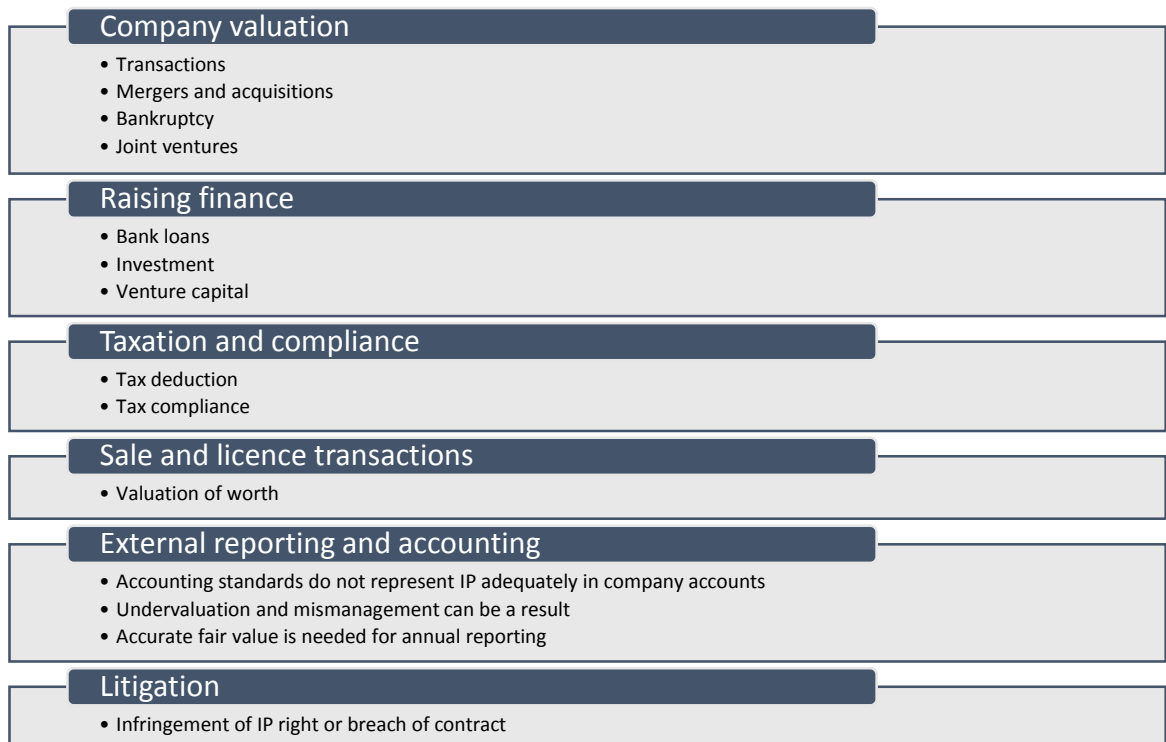 Company valuation
• Transactions
• Mergers and acquisitions
• Bankruptcy
• Joint ventures
Raising finance
• Bank loans
• Investment
• Venture capital
Taxation and compliance
• Tax deduction
• Tax compliance
Sale and licence transactions
• Valuation of worth
External reporting and accounting
• Accounting standards do not represent IP adequately in company accounts
• Undervaluation and mismanagement can be a result
• Accurate fair value is needed for annual reporting
Litigation
• Infringement of IP right or breach of contract